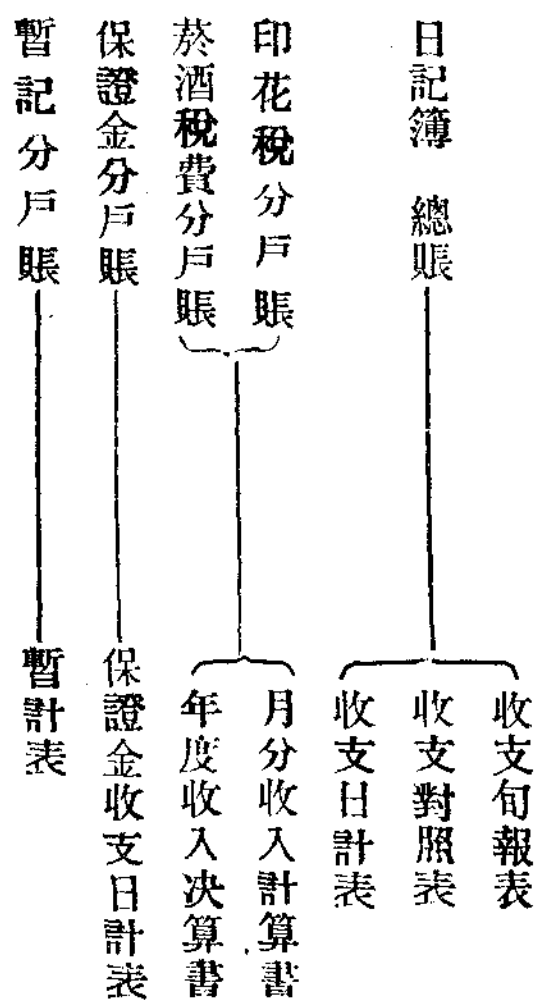 日記簿　總賬
收支旬報表
收支對照表
收支日計表
印花稅分戶賬
菸酒稅費分戶賬
月分收入計算書
年度收入決算書
保證金分戶賬
保證金收支日計表
暫記分戶賬
暫計表